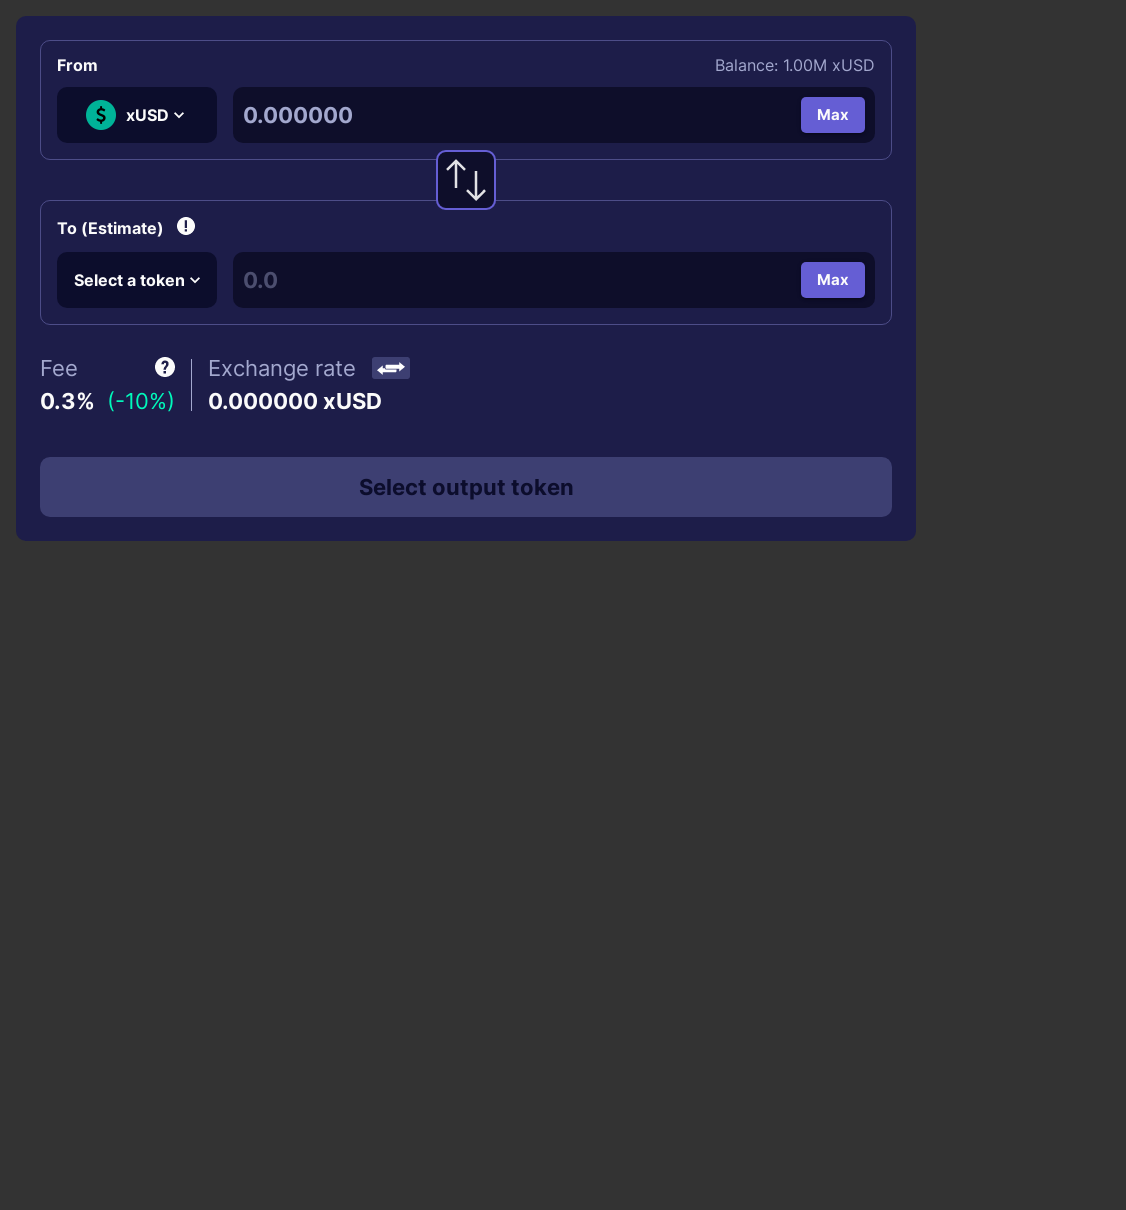 From
Balance: 1.00M xUSD
xUSD
0.000000
Max
To (Estimate)
Select a token
0.0
Max
Fee
Exchange rate
0.3% (-10%)
0.000000 xUSD
Select output token